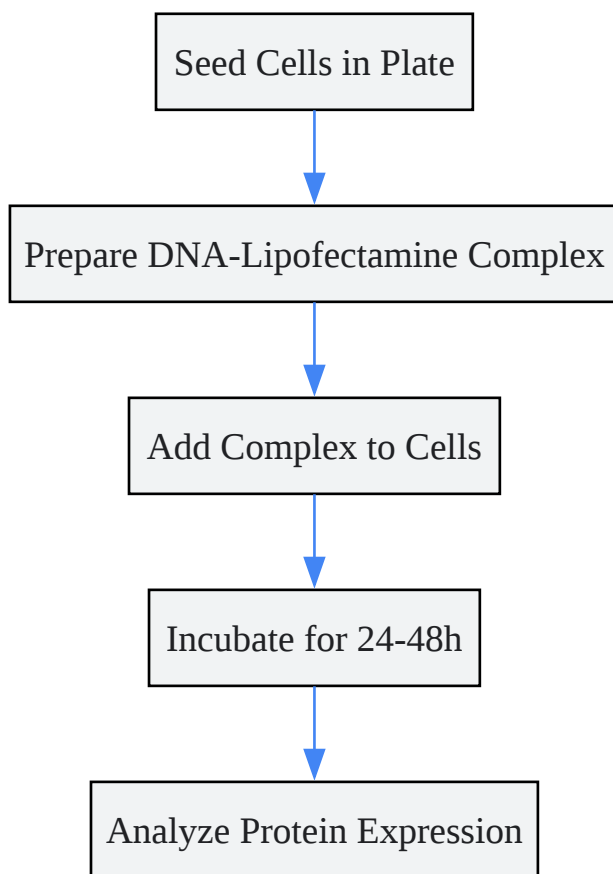 Seed Cells in Plate
Prepare DNA-Lipofectamine Complex
Add Complex to Cells
Incubate for 24-48h
Analyze Protein Expression